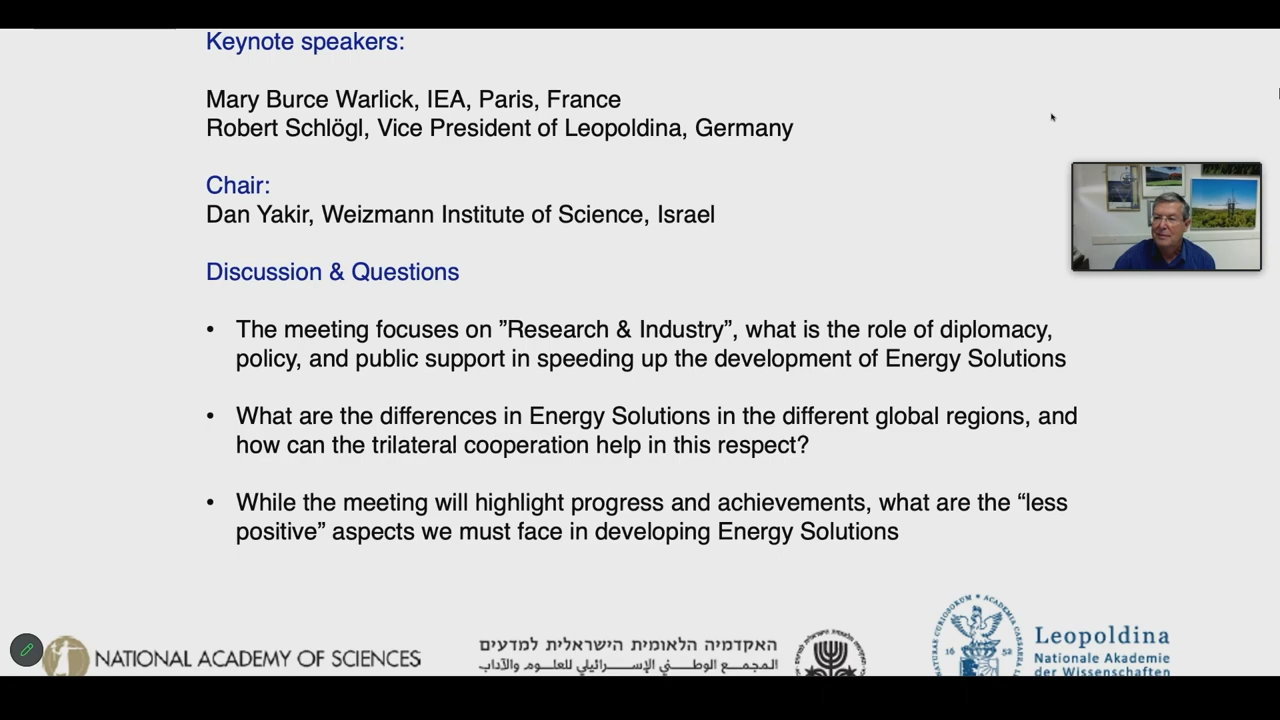 Keynote speakers:
Mary Burce Warlick, IEA, Paris, France
Robert Schlögl, Vice President of Leopoldina, Germany
Chair:
Dan Yakir, Weizmann Institute of Science, Israel
Discussion & Questions
• The meeting focuses on ”Research & Industry”, what is the role of diplomacy,
policy, and public support in speeding up the development of Energy Solutions
• What are the differences in Energy Solutions in the different global regions, and
how can the trilateral cooperation help in this respect?
• While the meeting will highlight progress and achievements, what are the “less
positive” aspects we must face in developing Energy Solutions
NATIONAL ACADEMY OF SCIENCES
האקדמיה הלאומית הישראלית למדעים
المجمع الوطني الإسرائيلي للعلوم والآداب
16 52
Leopoldina
Nationale Akademie
der Wissenschaften